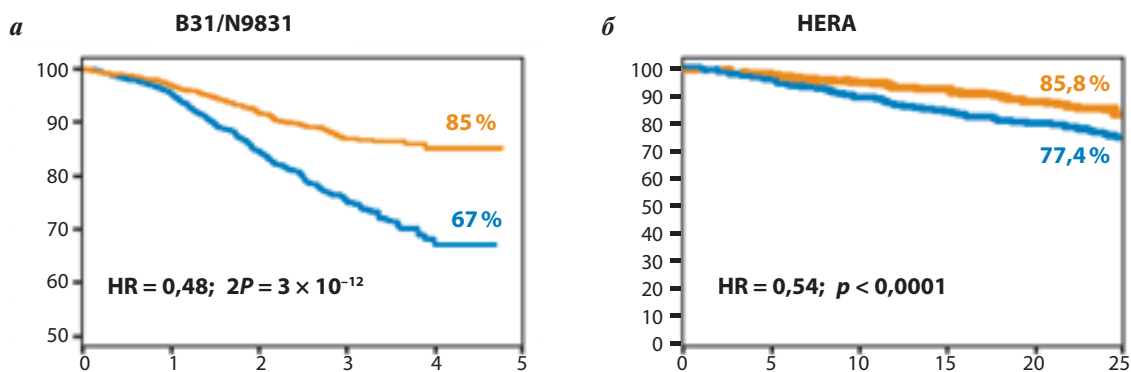 а
B31/N9831
100
90
80
70
60
50
85 %
67 %
HR = 0,48; 2P = 3 × 10⁻¹²
0 1 2 3 4 5
б
HERA
100
90
80
70
60
50
40
30
20
10
0
85,8 %
77,4 %
HR = 0,54; p < 0,0001
0 5 10 15 20 25